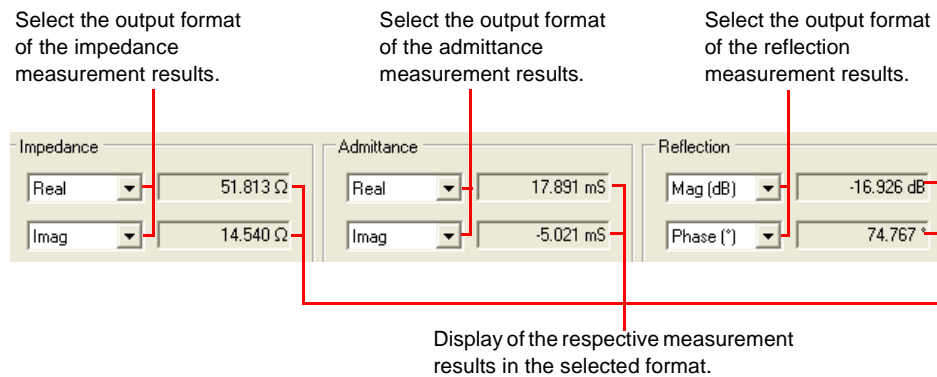 Select the output format
of the impedance
measurement results.
Select the output format
of the admittance
measurement results.
Select the output format
of the reflection
measurement results.
Impedance
Real 51.813 Ω
Imag 14.540 Ω
Admittance
Real 17.891 mS
Imag -5.021 mS
Reflection
Mag (dB) -16.926 dB
Phase (°) 74.767 °
Display of the respective measurement
results in the selected format.